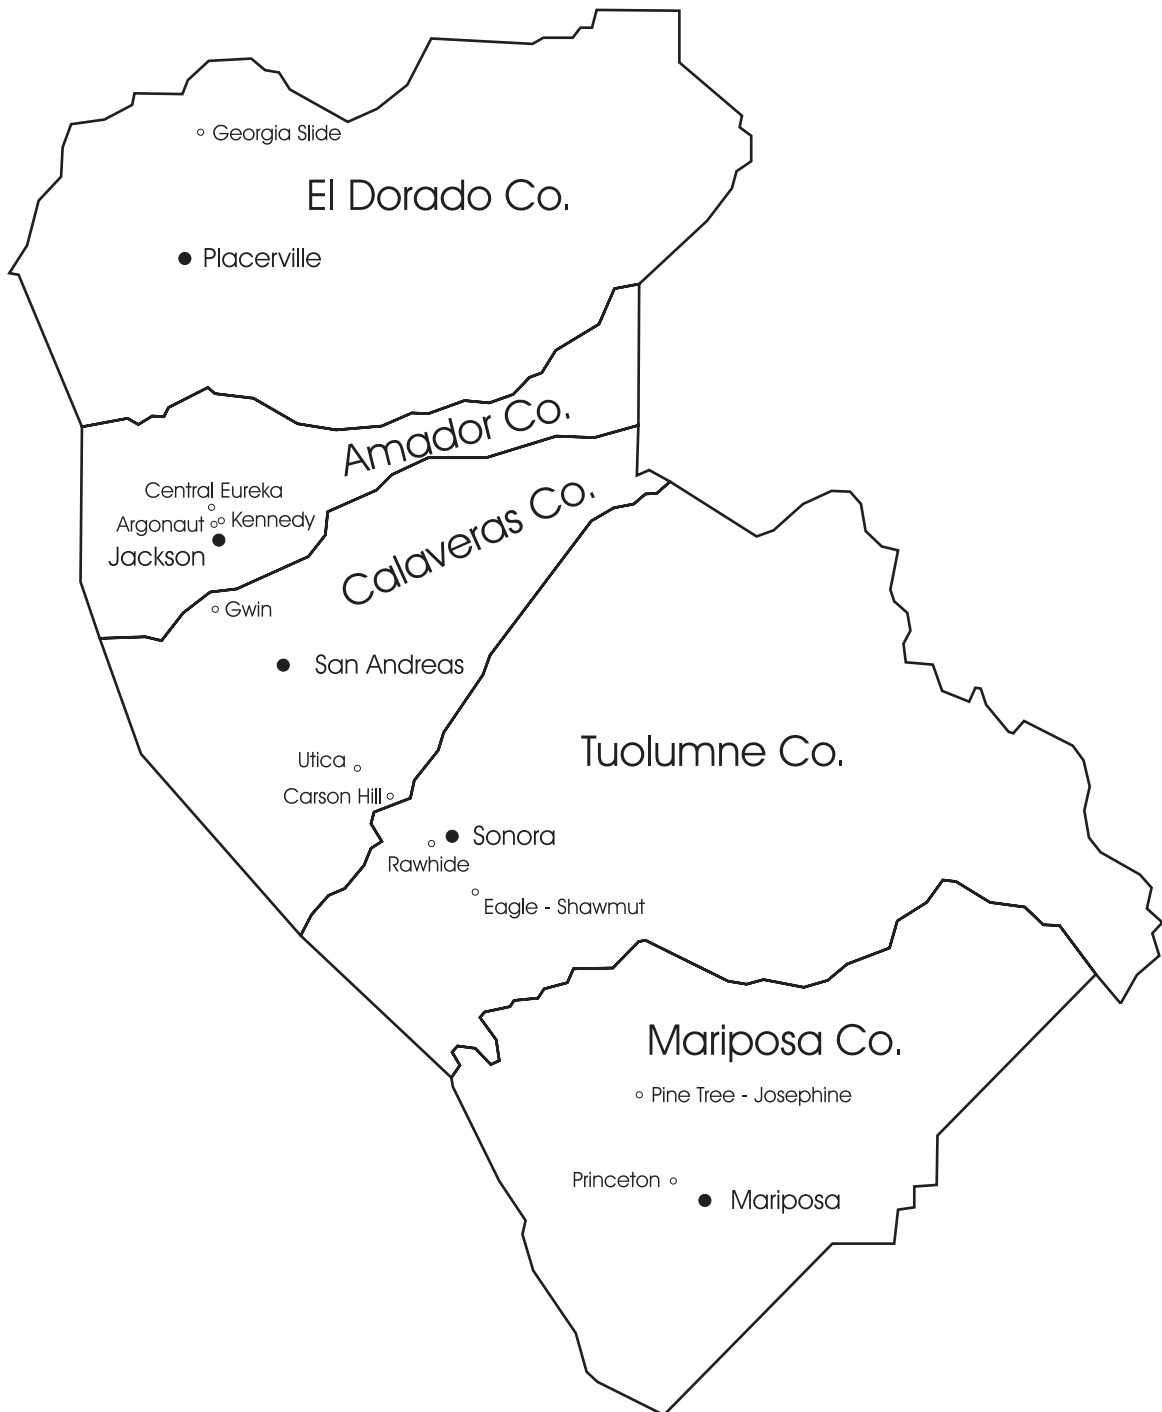 Georgia Slide
El Dorado Co.
Placerville
Amador Co.
Central Eureka
Argonaut
Kennedy
Jackson
Calaveras Co.
Gwin
San Andreas
Tuolumne Co.
Utica
Carson Hill
Sonora
Rawhide
Eagle - Shawmut
Mariposa Co.
Pine Tree - Josephine
Princeton
Mariposa